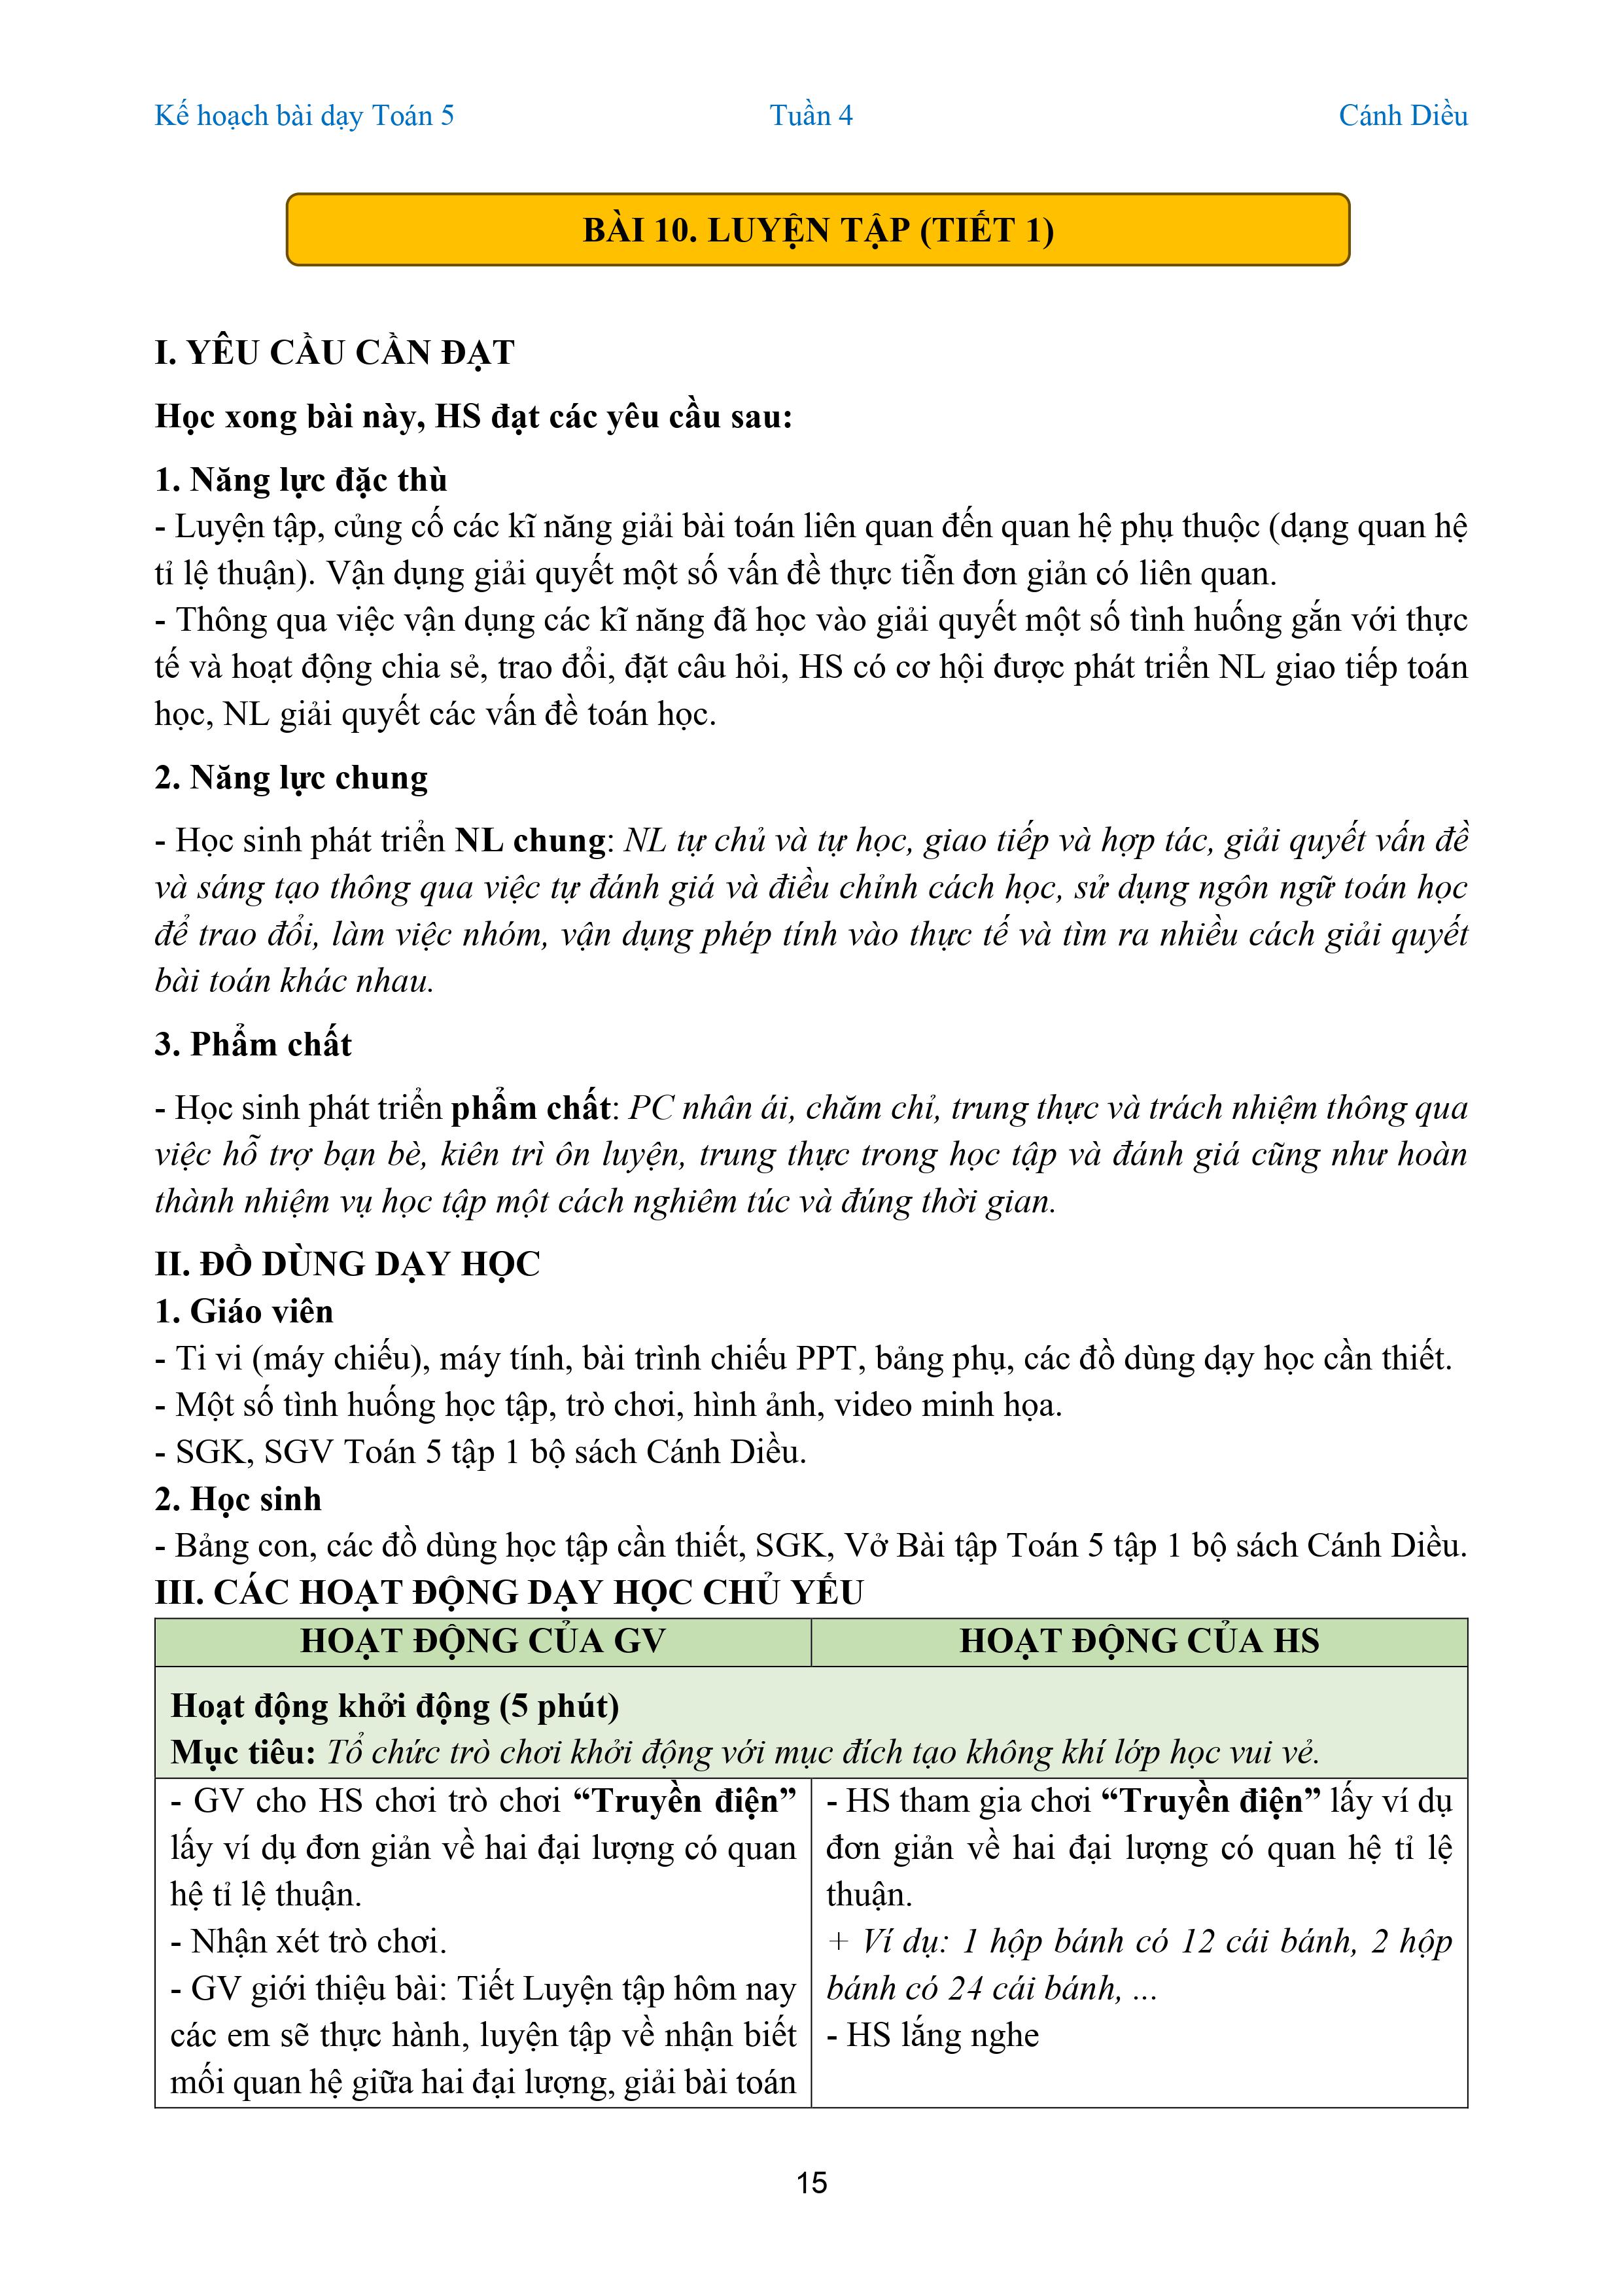 Kế hoạch bài dạy Toán 5 Tuần 4 Cánh Diều
BÀI 10. LUYỆN TẬP (TIẾT 1)
I. YÊU CẦU CẦN ĐẠT
Học xong bài này, HS đạt các yêu cầu sau:
1. Năng lực đặc thù
- Luyện tập, củng cố các kĩ năng giải bài toán liên quan đến quan hệ phụ thuộc (dạng quan hệ
tỉ lệ thuận). Vận dụng giải quyết một số vấn đề thực tiễn đơn giản có liên quan.
- Thông qua việc vận dụng các kĩ năng đã học vào giải quyết một số tình huống gắn với thực
tế và hoạt động chia sẻ, trao đổi, đặt câu hỏi, HS có cơ hội được phát triển NL giao tiếp toán
học, NL giải quyết các vấn đề toán học.
2. Năng lực chung
- Học sinh phát triển NL chung: NL tự chủ và tự học, giao tiếp và hợp tác, giải quyết vấn đề
và sáng tạo thông qua việc tự đánh giá và điều chỉnh cách học, sử dụng ngôn ngữ toán học
để trao đổi, làm việc nhóm, vận dụng phép tính vào thực tế và tìm ra nhiều cách giải quyết
bài toán khác nhau.
3. Phẩm chất
- Học sinh phát triển phẩm chất: PC nhân ái, chăm chỉ, trung thực và trách nhiệm thông qua
việc hỗ trợ bạn bè, kiên trì ôn luyện, trung thực trong học tập và đánh giá cũng như hoàn
thành nhiệm vụ học tập một cách nghiêm túc và đúng thời gian.
II. ĐỒ DÙNG DẠY HỌC
1. Giáo viên
- Ti vi (máy chiếu), máy tính, bài trình chiếu PPT, bảng phụ, các đồ dùng dạy học cần thiết.
- Một số tình huống học tập, trò chơi, hình ảnh, video minh họa.
- SGK, SGV Toán 5 tập 1 bộ sách Cánh Diều.
2. Học sinh
- Bảng con, các đồ dùng học tập cần thiết, SGK, Vở Bài tập Toán 5 tập 1 bộ sách Cánh Diều.
III. CÁC HOẠT ĐỘNG DẠY HỌC CHỦ YẾU
HOẠT ĐỘNG CỦA GV HOẠT ĐỘNG CỦA HS
Hoạt động khởi động (5 phút)
Mục tiêu: Tổ chức trò chơi khởi động với mục đích tạo không khí lớp học vui vẻ.
- GV cho HS chơi trò chơi “Truyền điện”
lấy ví dụ đơn giản về hai đại lượng có quan
hệ tỉ lệ thuận.
- Nhận xét trò chơi.
- GV giới thiệu bài: Tiết Luyện tập hôm nay
các em sẽ thực hành, luyện tập về nhận biết
mối quan hệ giữa hai đại lượng, giải bài toán
- HS tham gia chơi “Truyền điện” lấy ví dụ
đơn giản về hai đại lượng có quan hệ tỉ lệ
thuận.
+ Ví dụ: 1 hộp bánh có 12 cái bánh, 2 hộp
bánh có 24 cái bánh, ...
- HS lắng nghe
15